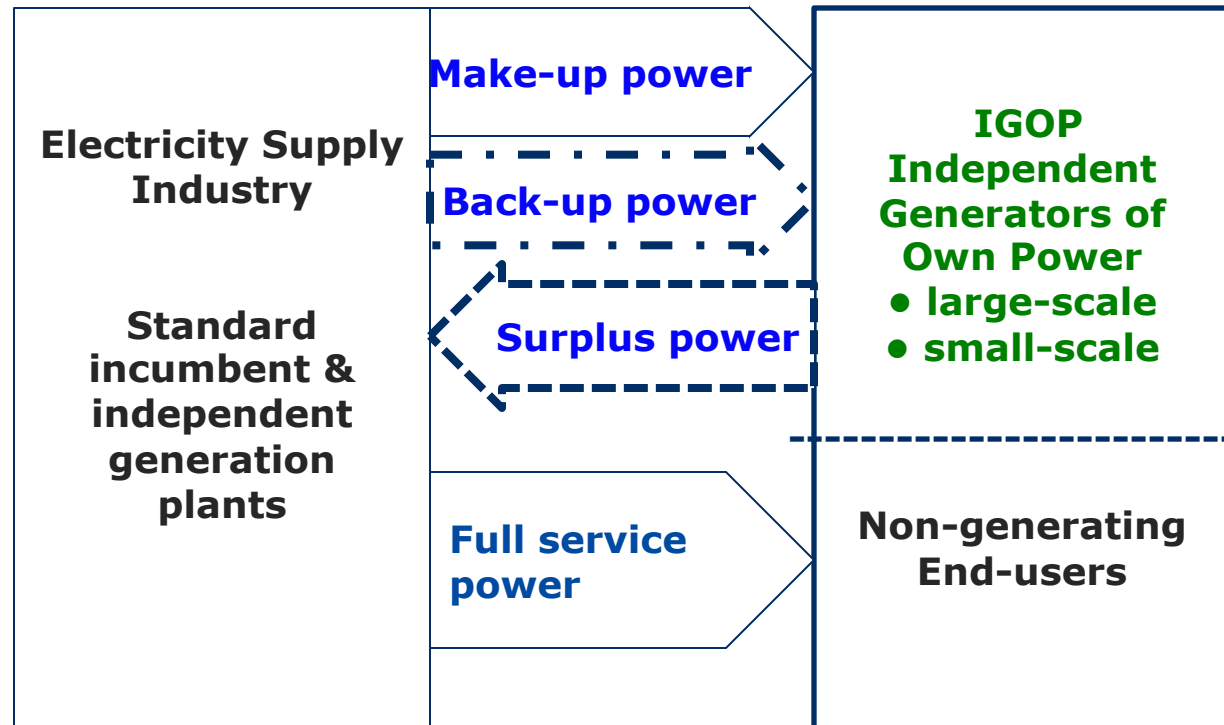 Electricity Supply
Industry
Standard
incumbent &
independent
generation
plants
Make-up power
Back-up power
Surplus power
Full service
power
IGOP
Independent
Generators of
Own Power
• large-scale
• small-scale
Non-generating
End-users